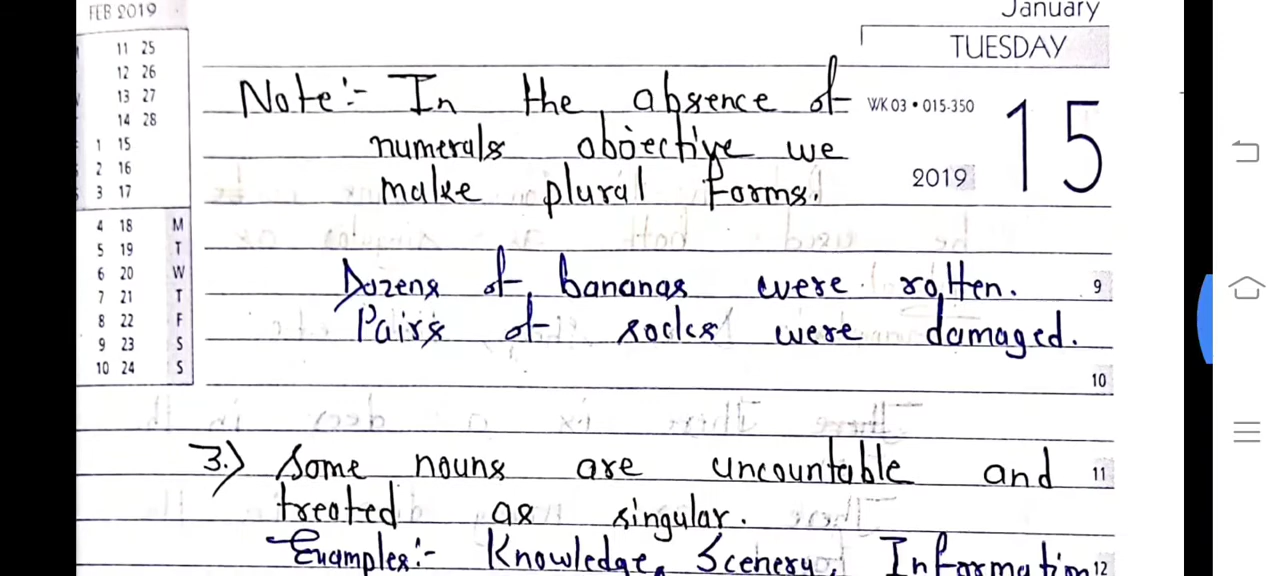 FEB 2019
January
TUESDAY
11 25
12 26
13 27
14 28
1 15
2 16
3 17
4 18 M
5 19 T
6 20 W
7 21 T
8 22 F
9 23 S
10 24 S
WK 03 • 015-350
15
2019
Note:- In the absence of
numerals obojective we
make plural forms.
Dozens of bananas were rotten.
9
Pairs of socks were damaged.
10
3.) Some nouns are uncountable and
11
treated as singular.
Examples:- Knowledge, Scenery, Information
12